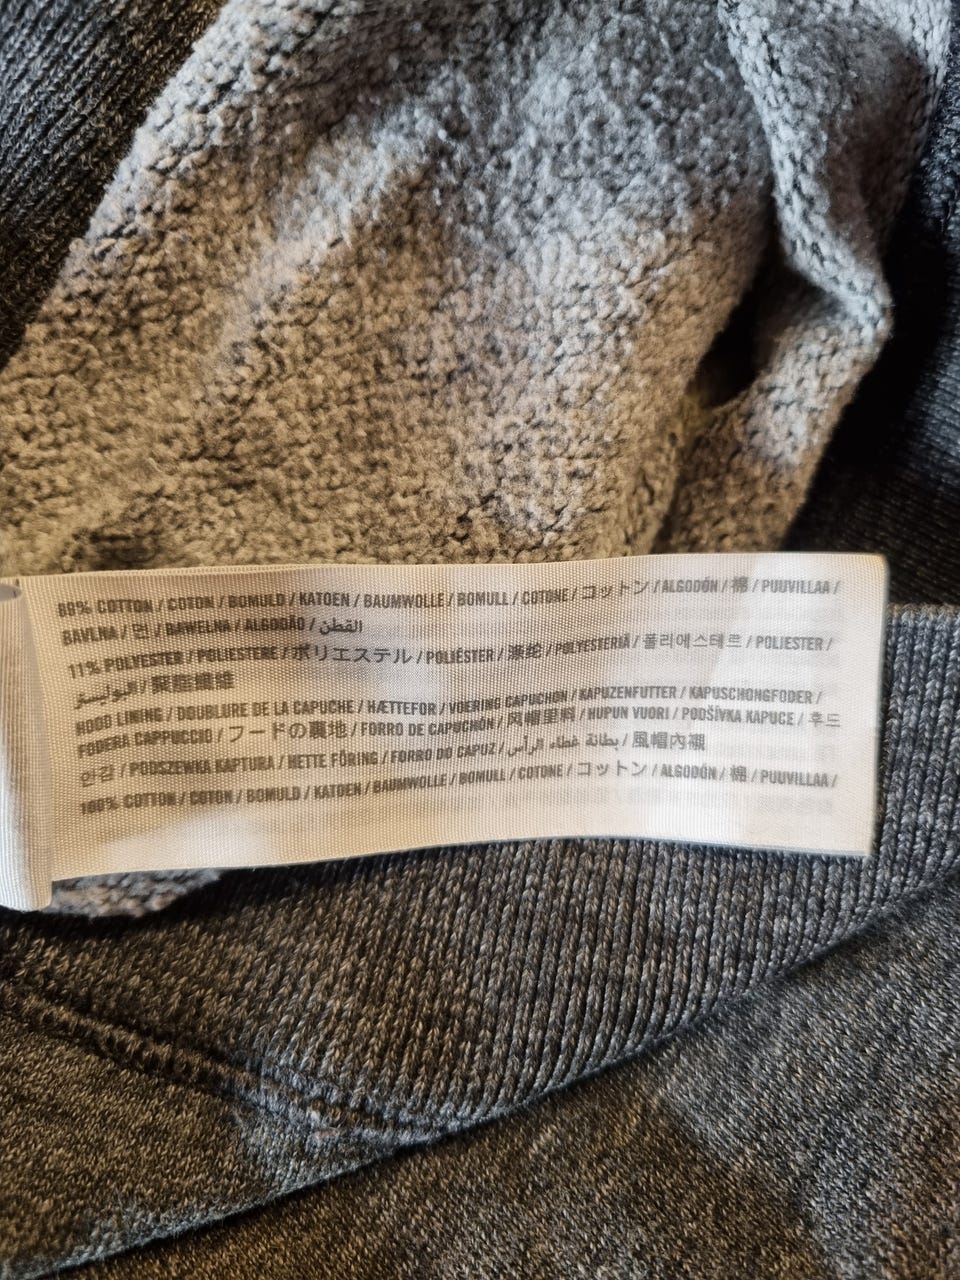 89% COTTON / COTON / BOMULD / KATOEN / BAUMWOLLE / BOMULL / COTONE / コットン / ALGODÓN / 棉 / PUUVILLAA /
BAVLNA / 면 / BAWEŁNA / ALGODÃO / القطن
11% POLYESTER / POLIESTERE / ポリエステル / POLIÉSTER / 涤纶 / POLYESTERIÄ / 폴리에스테르 / POLIESTER /
البوليستر / 聚脂纖維
HOOD LINING / DOUBLURE DE LA CAPUCHE / HÆTTEFOR / VOERING CAPUCHON / KAPUZENFUTTER / KAPUSCHONGFODER /
FODERA CAPPUCCIO / フードの裏地 / FORRO DE CAPUCHÓN / 风帽里料 / HUPUN VUORI / PODŠÍVKA KAPUCE / 후드
안감 / PODSZEWKA KAPTURA / HETTE FÔRING / FORRO DO CAPUZ / بطانة غطاء الرأس / 風帽內襯
100% COTTON / COTON / BOMULD / KATOEN / BAUMWOLLE / BOMULL / COTONE / コットン / ALGODÓN / 棉 / PUUVILLAA /